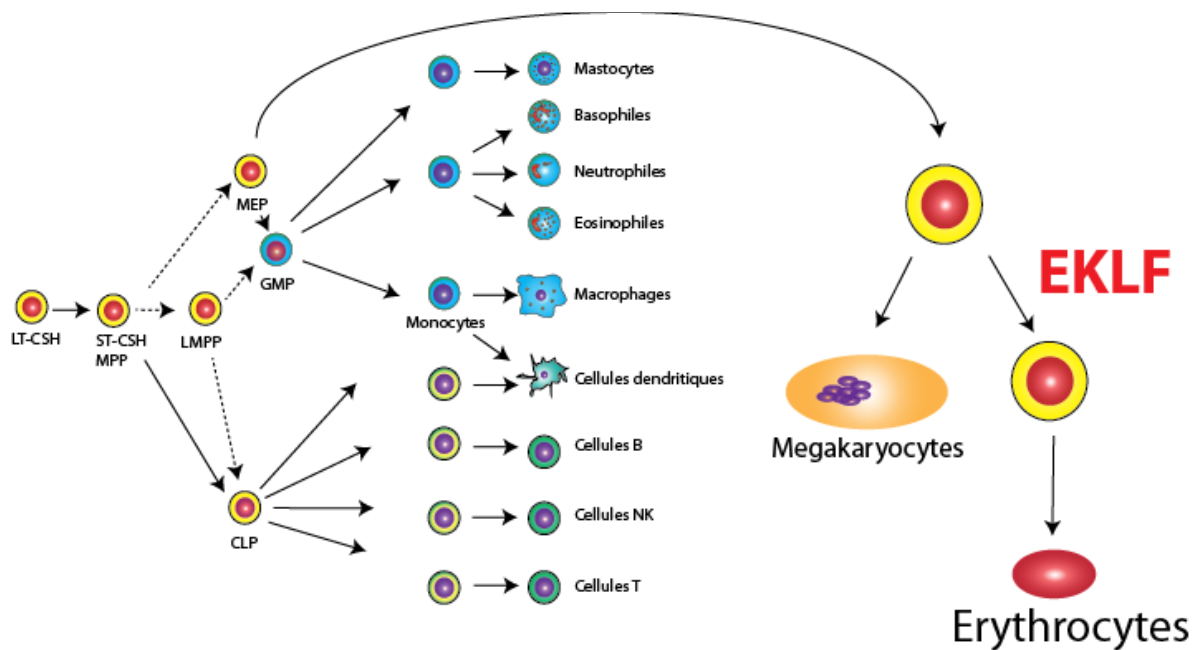 Mastocytes
Basophiles
MEP
Neutrophiles
Eosinophiles
GMP
EKLF
LT-CSH
ST-CSH
MPP
LMPP
Monocytes
Macrophages
Cellules dendritiques
Megakaryocytes
Cellules B
CLP
Cellules NK
Cellules T
Erythrocytes